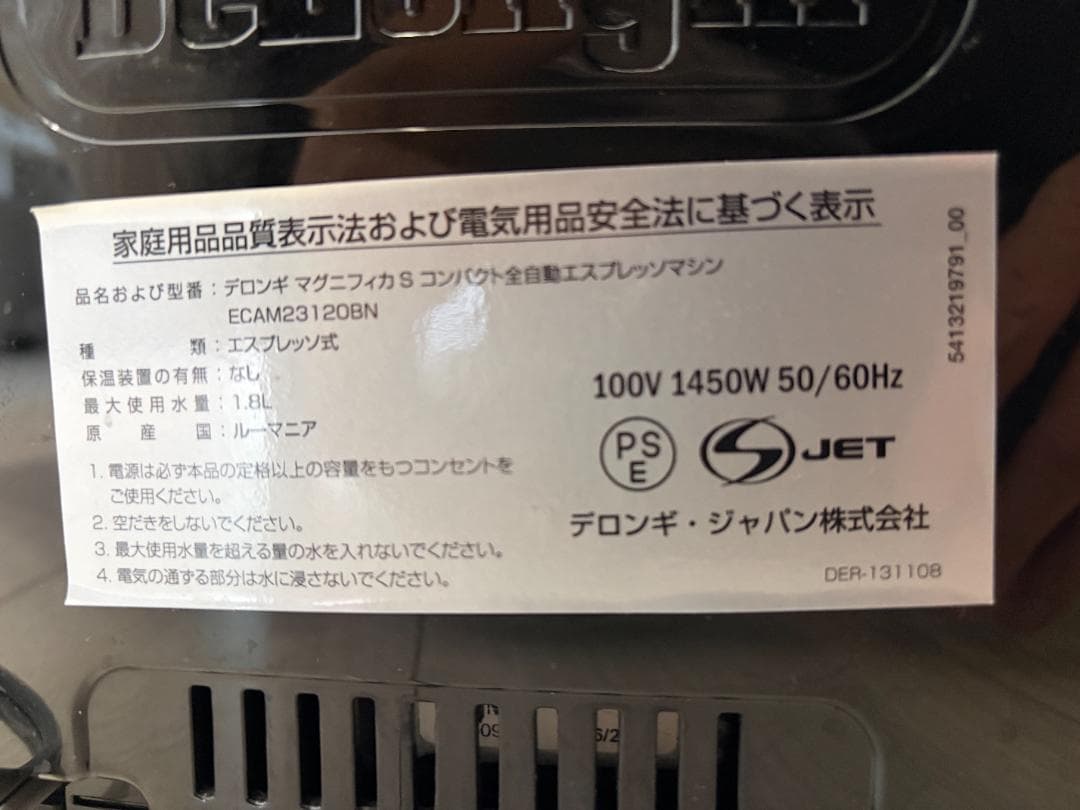 DeLonghi
家庭用品品質表示法および電気用品安全法に基づく表示
品名および型番：デロンギ マグニフィカ S コンパクト全自動エスプレッソマシン
ECAM23120BN
種類：エスプレッソ式
保温装置の有無：なし
最大使用水量：1.8L
原産国：ルーマニア
1. 電源は必ず本品の定格以上の容量をもつコンセントを
ご使用ください。
2. 空だきをしないでください。
3. 最大使用水量を超える量の水を入れないでください。
4. 電気の通ずる部分は水に浸さないでください。
100V 1450W 50/60Hz
PS
E
S JET
デロンギ・ジャパン株式会社
DER-131108
5413219791_00